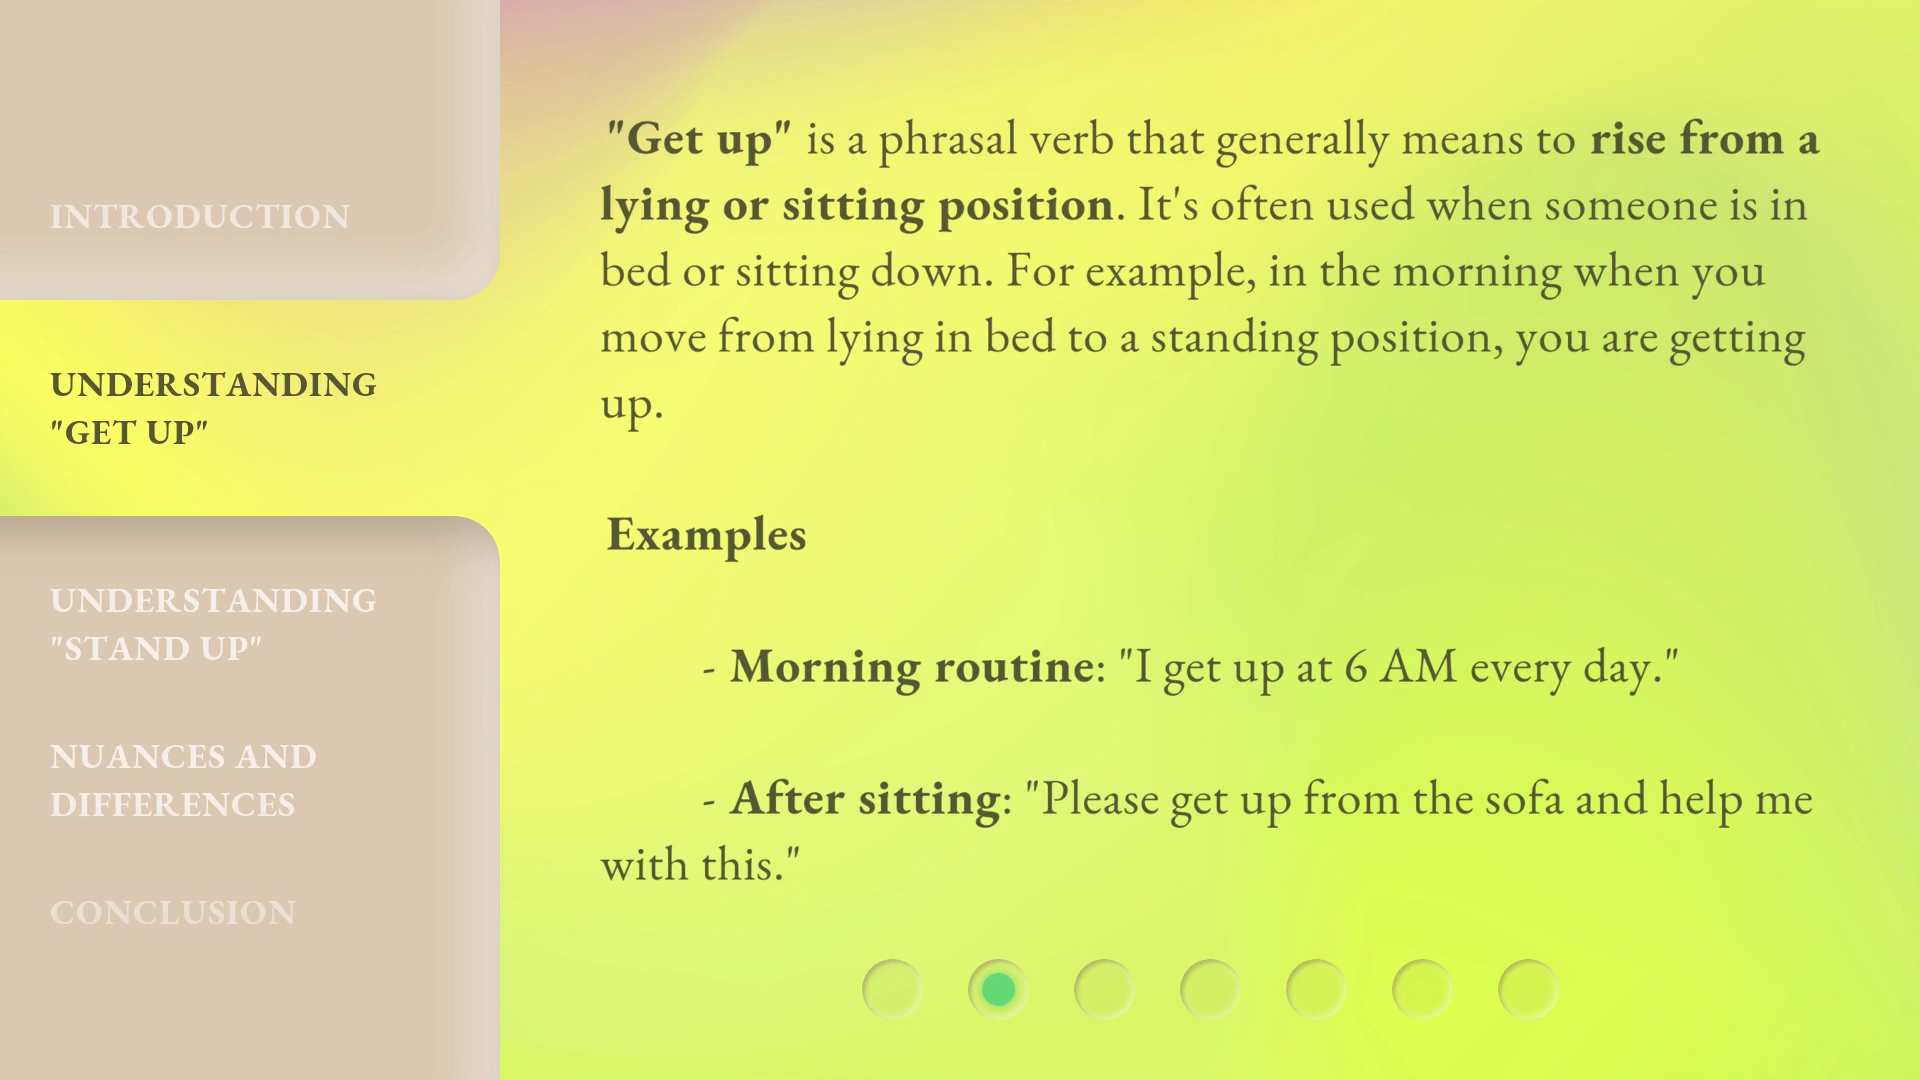 INTRODUCTION
UNDERSTANDING
"GET UP"
UNDERSTANDING
"STAND UP"
NUANCES AND
DIFFERENCES
CONCLUSION
"Get up" is a phrasal verb that generally means to rise from a
lying or sitting position. It's often used when someone is in
bed or sitting down. For example, in the morning when you
move from lying in bed to a standing position, you are getting
up.
Examples
- Morning routine: "I get up at 6 AM every day."
- After sitting: "Please get up from the sofa and help me
with this."